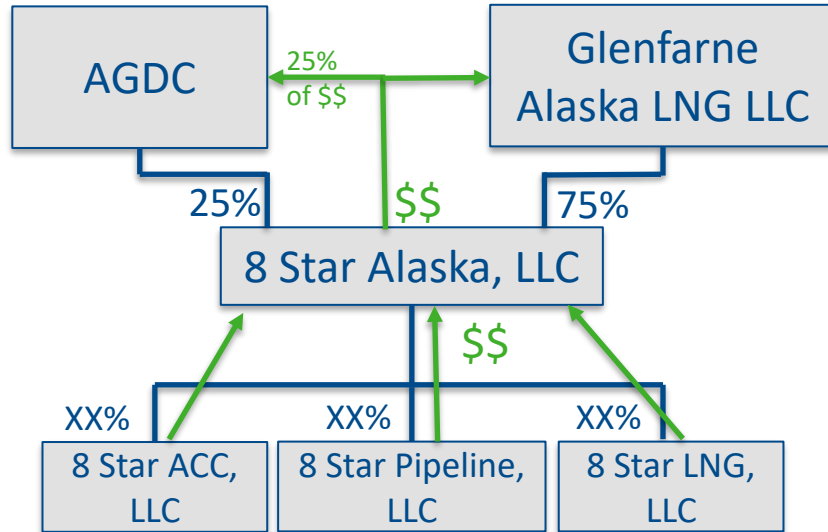 AGDC
25%
of $$
Glenfarne
Alaska LNG LLC
25%
$$
75%
8 Star Alaska, LLC
$$
XX%
XX%
XX%
8 Star ACC,
LLC
8 Star Pipeline,
LLC
8 Star LNG,
LLC